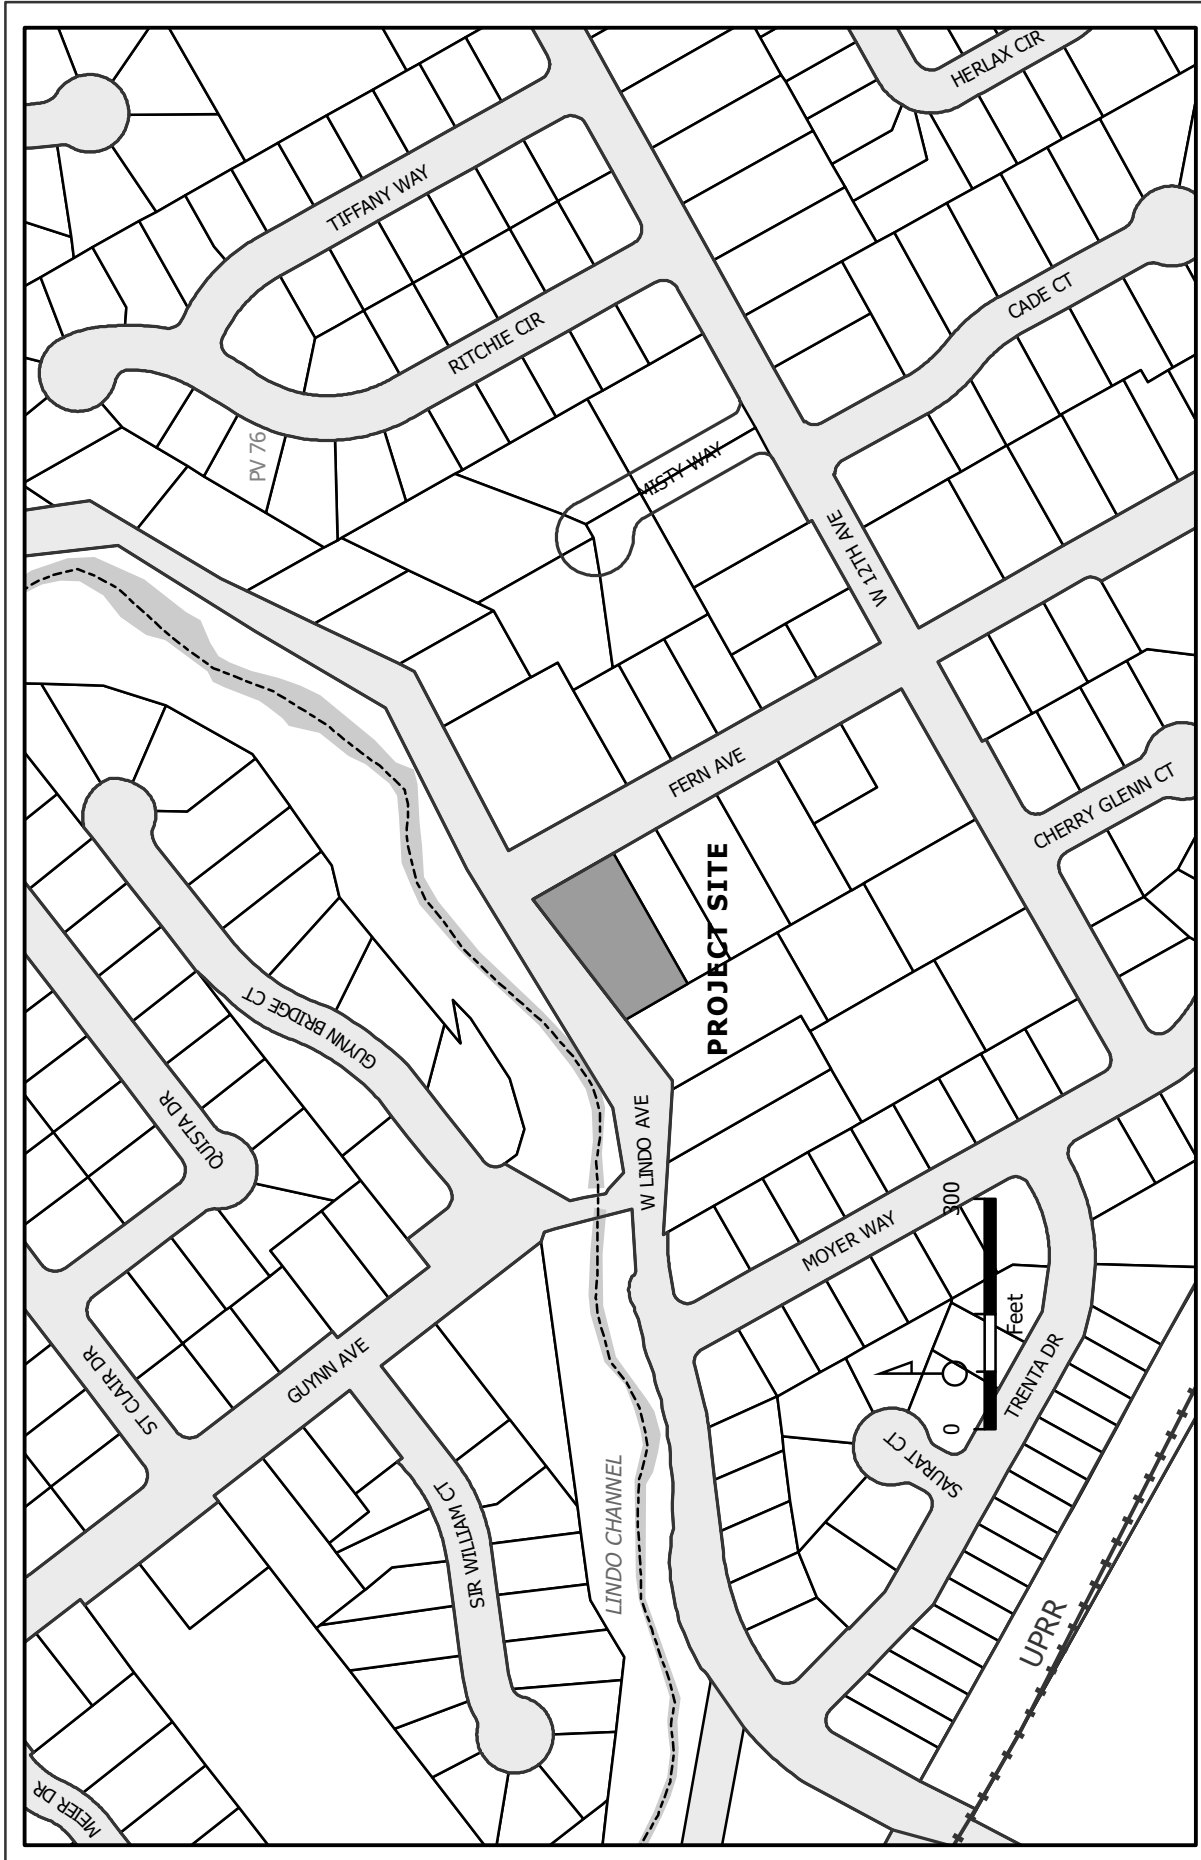 HERLAX CIR
TIFFANY WAY
CADE CT
RITCHIE CIR
PV 76
MISTY WAY
W 12TH AVE
FERN AVE
CHERRY GLENN CT
PROJECT SITE
GUYNN BRIDGE CT
QUISTA DR
W LINDO AVE
MOYER WAY
300
Feet
0
TRENTA DR
SAURAT CT
ST CLAIR DR
GUYNN AVE
SIR WILLIAM CT
LINDO CHANNEL
UPRR
MEIER DR